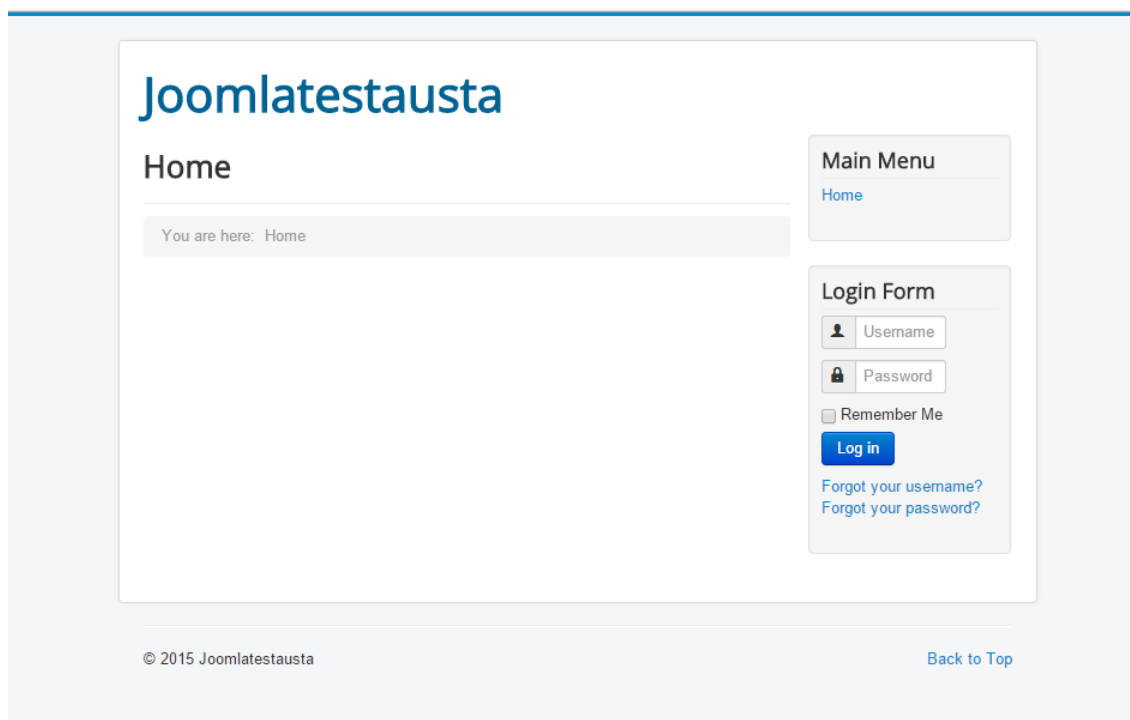 Joomlatestausta
Home
You are here: Home
Main Menu
Home
Login Form
Username
Password
Remember Me
Log in
Forgot your username?
Forgot your password?
© 2015 Joomlatestausta
Back to Top